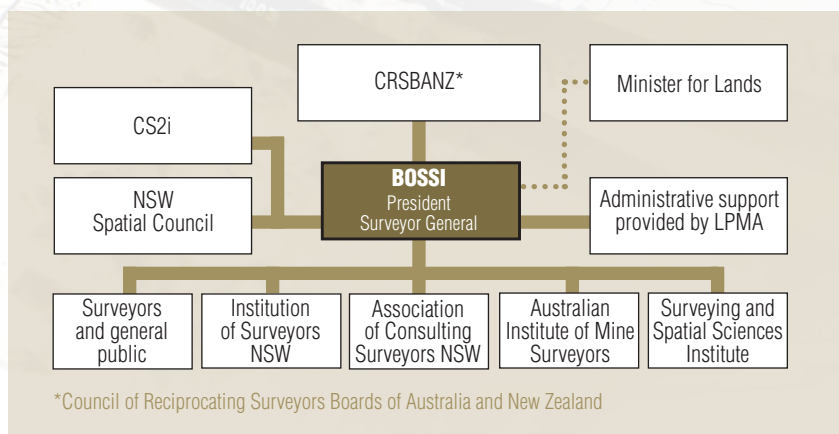 CRSBANZ*
Minister for Lands
CS2i
BOSSI
President
Surveyor General
NSW
Spatial Council
Administrative support
provided by LPMA
Surveyors
and general
public
Institution
of Surveyors
NSW
Association
of Consulting
Surveyors NSW
Australian
Institute of Mine
Surveyors
Surveying and
Spatial Sciences
Institute
*Council of Reciprocating Surveyors Boards of Australia and New Zealand